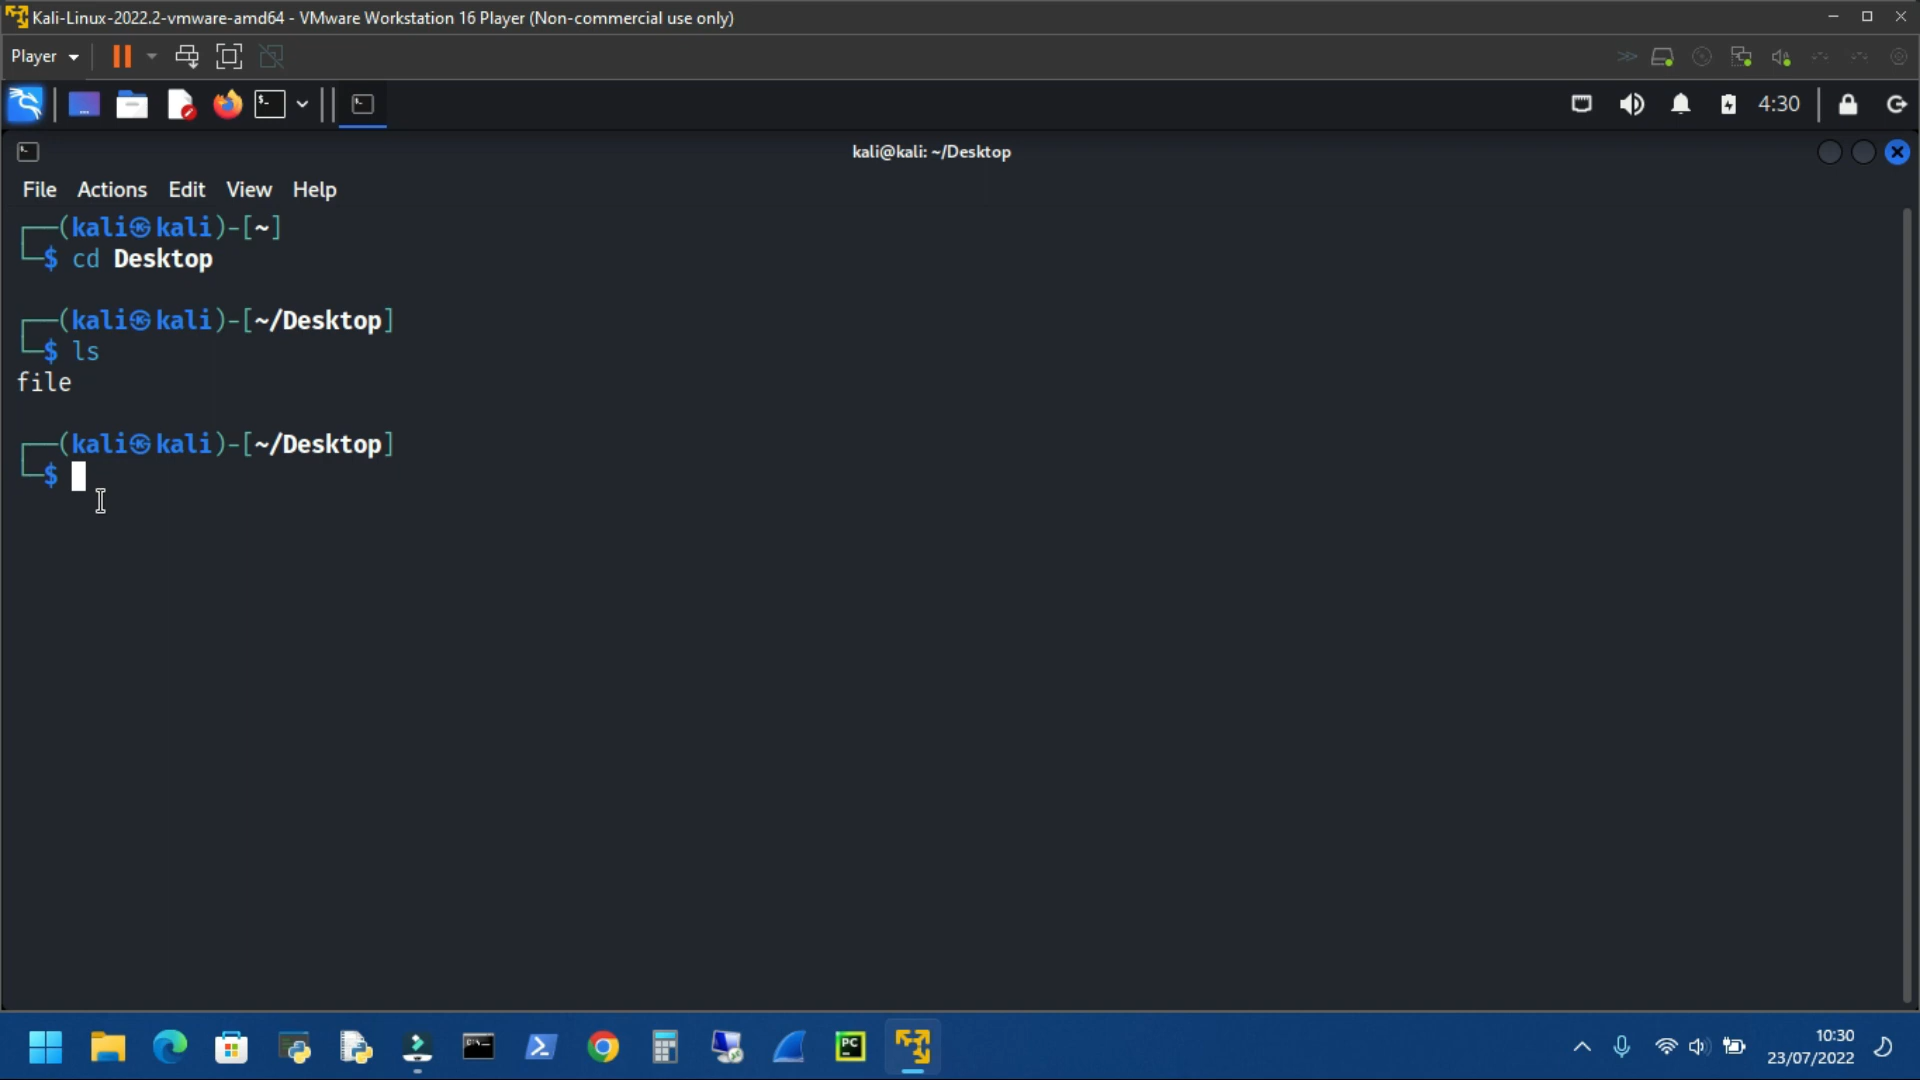 Kali-Linux-2022.2-vmware-amd64 - VMware Workstation 16 Player (Non-commercial use only)
Player
4:30
kali@kali: ~/Desktop
File Actions Edit View Help
┌──(kali㉿kali)-[~]
└─$ cd Desktop
┌──(kali㉿kali)-[~/Desktop]
└─$ ls
file
┌──(kali㉿kali)-[~/Desktop]
└─$
PC
10:30
23/07/2022